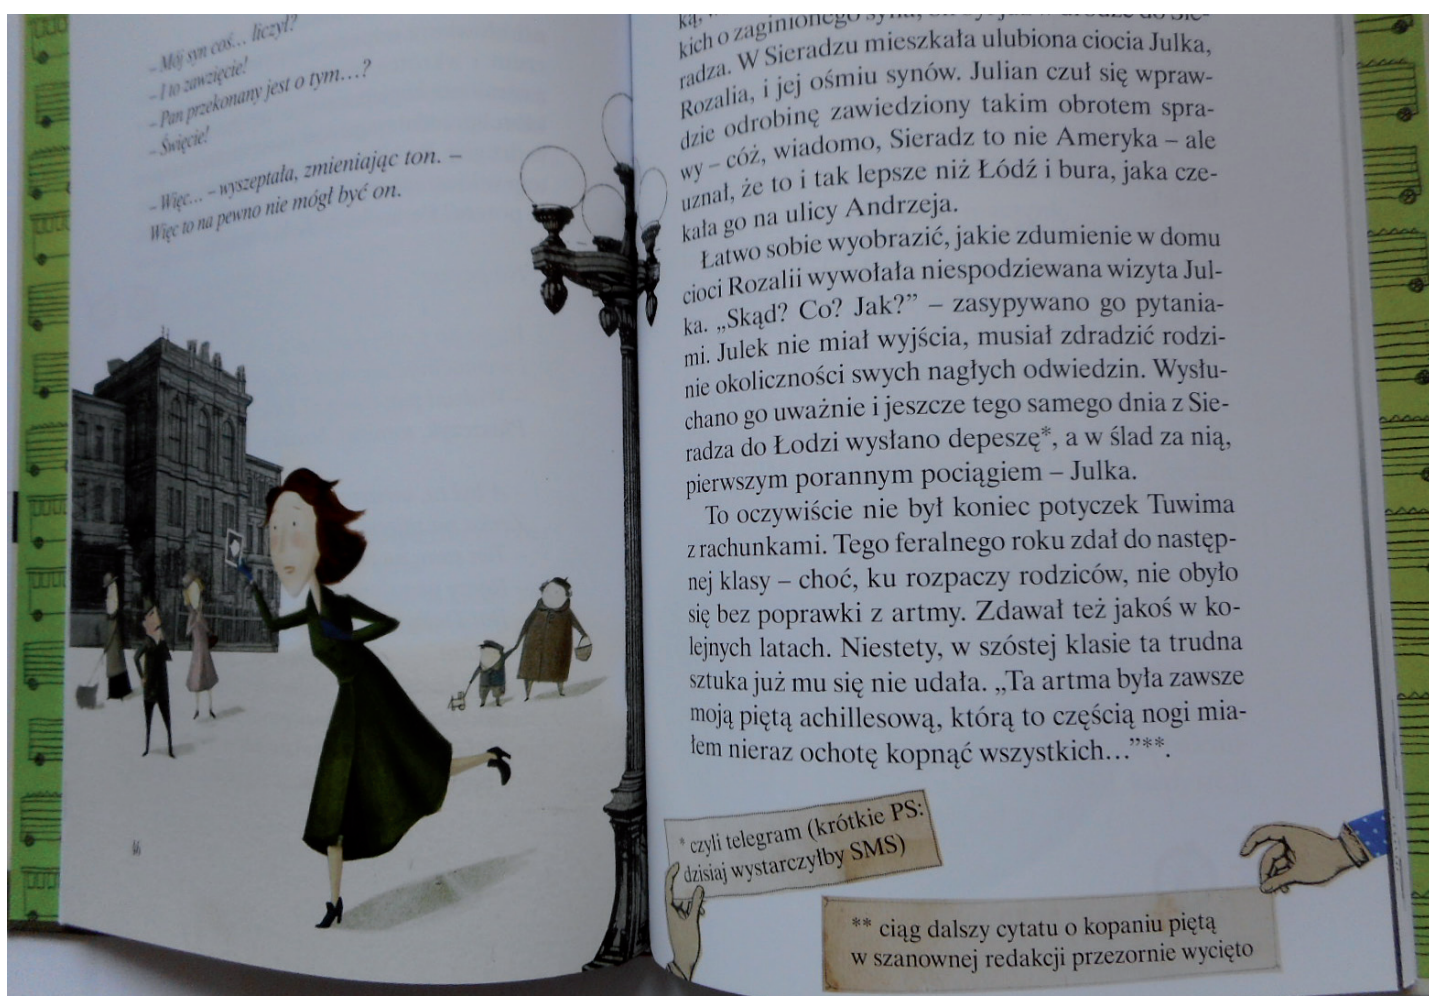 – Mój syn coś... liczył?
– I to zawzięcie!
– Pan przekonany jest o tym...?
– Święcie!
– Więc... – wyszeptała, zmieniając ton. –
Więc to na pewno nie mógł być on.
46
kich o zaginionego syna, on był już w drodze do Sie-
radza. W Sieradzu mieszkała ulubiona ciocia Julka,
Rozalia, i jej ośmiu synów. Julian czuł się wpraw-
dzie odrobinę zawiedziony takim obrotem spra-
wy – cóż, wiadomo, Sieradz to nie Ameryka – ale
uznał, że to i tak lepsze niż Łódź i bura, jaka cze-
kała go na ulicy Andrzeja.
Łatwo sobie wyobrazić, jakie zdumienie w domu
cioci Rozalii wywołała niespodziewana wizyta Jul-
ka. „Skąd? Co? Jak?” – zasypywano go pytania-
mi. Julek nie miał wyjścia, musiał zdradzić rodzi-
nie okoliczności swych nagłych odwiedzin. Wysłu-
chano go uważnie i jeszcze tego samego dnia z Sie-
radza do Łodzi wysłano depeszę*, a w ślad za nią,
pierwszym porannym pociągiem – Julka.
To oczywiście nie był koniec potyczek Tuwima
z rachunkami. Tego feralnego roku zdał do następ-
nej klasy – choć, ku rozpaczy rodziców, nie obyło
się bez poprawki z artmy. Zdawał też jakoś w ko-
lejnych latach. Niestety, w szóstej klasie ta trudna
sztuka już mu się nie udała. „Ta artma była zawsze
moją piętą achillesową, którą to częścią nogi mia-
łem nieraz ochotę kopnąć wszystkich...”**.
* czyli telegram (krótkie PS:
dzisiaj wystarczyłby SMS)
** ciąg dalszy cytatu o kopaniu piętą
w szanownej redakcji przezornie wycięto